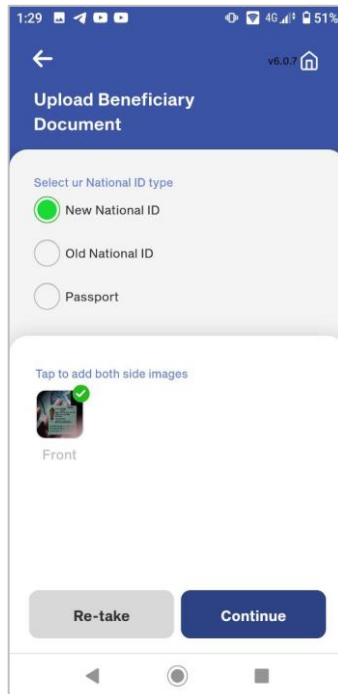 1:29
4G
51%
v6.0.7
Upload Beneficiary
Document
Select ur National ID type
New National ID
Old National ID
Passport
Tap to add both side images
Front
Re-take
Continue